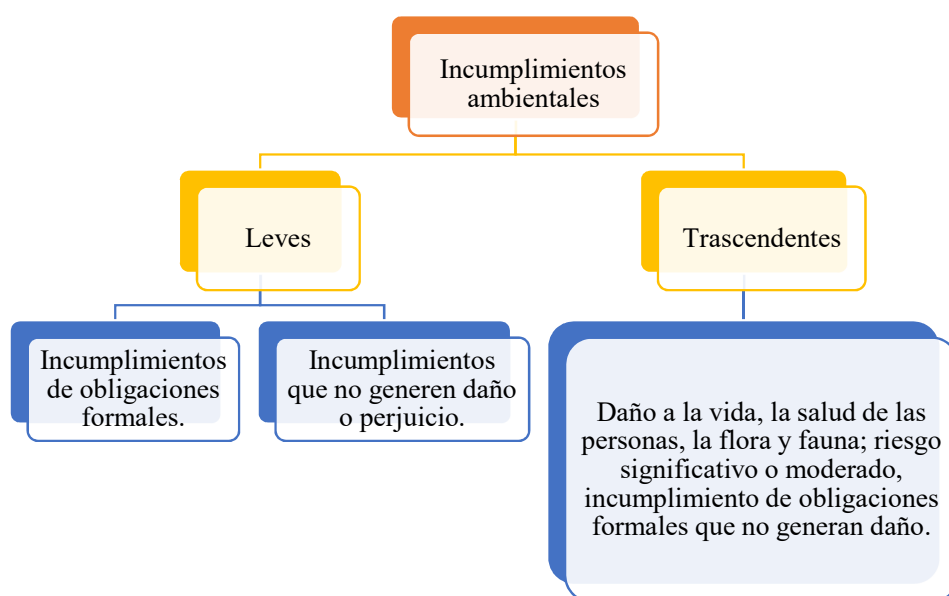 Incumplimientos
ambientales
Leves
Trascendentes
Incumplimientos
de obligaciones
formales.
Incumplimientos
que no generen daño
o perjuicio.
Daño a la vida, la salud de las
personas, la flora y fauna; riesgo
significativo o moderado,
incumplimiento de obligaciones
formales que no generan daño.